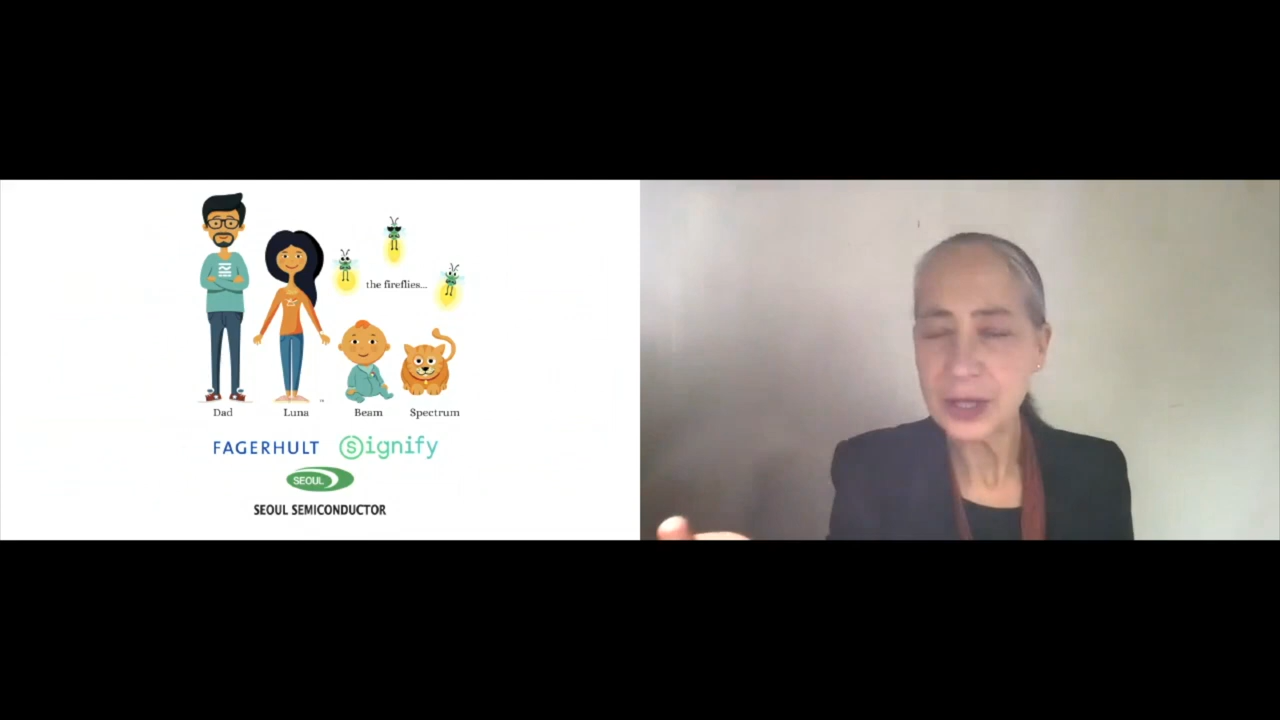 the fireflies...
Dad Luna Beam Spectrum
FAGERHULT signify
SEOUL
SEOUL SEMICONDUCTOR